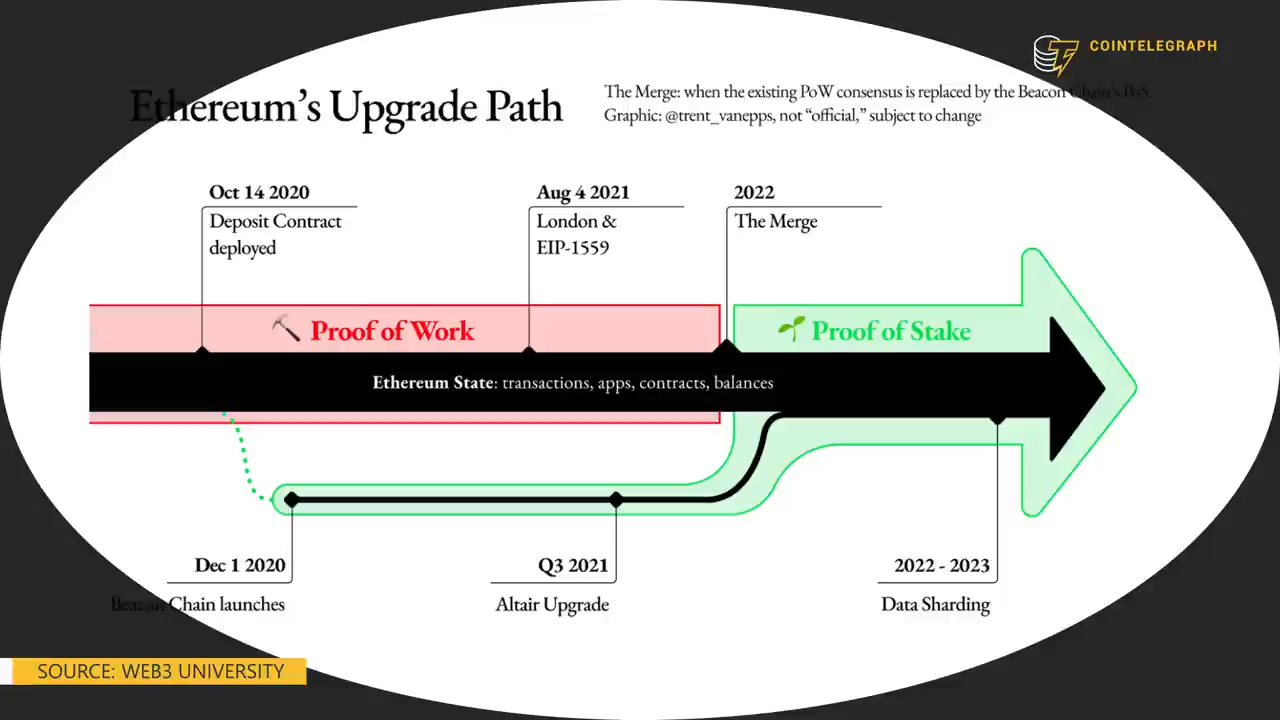 COINTELEGRAPH
Ethereum's Upgrade Path
The Merge: when the existing PoW consensus is replaced by the Beacon Chain's PoS.
Graphic: @trent_vanepps, not “official,” subject to change
Oct 14 2020
Deposit Contract
deployed
Aug 4 2021
London &
EIP-1559
2022
The Merge
Proof of Work
Proof of Stake
Ethereum State: transactions, apps, contracts, balances
Dec 1 2020
Beacon Chain launches
Q3 2021
Altair Upgrade
2022 - 2023
Data Sharding
SOURCE: WEB3 UNIVERSITY